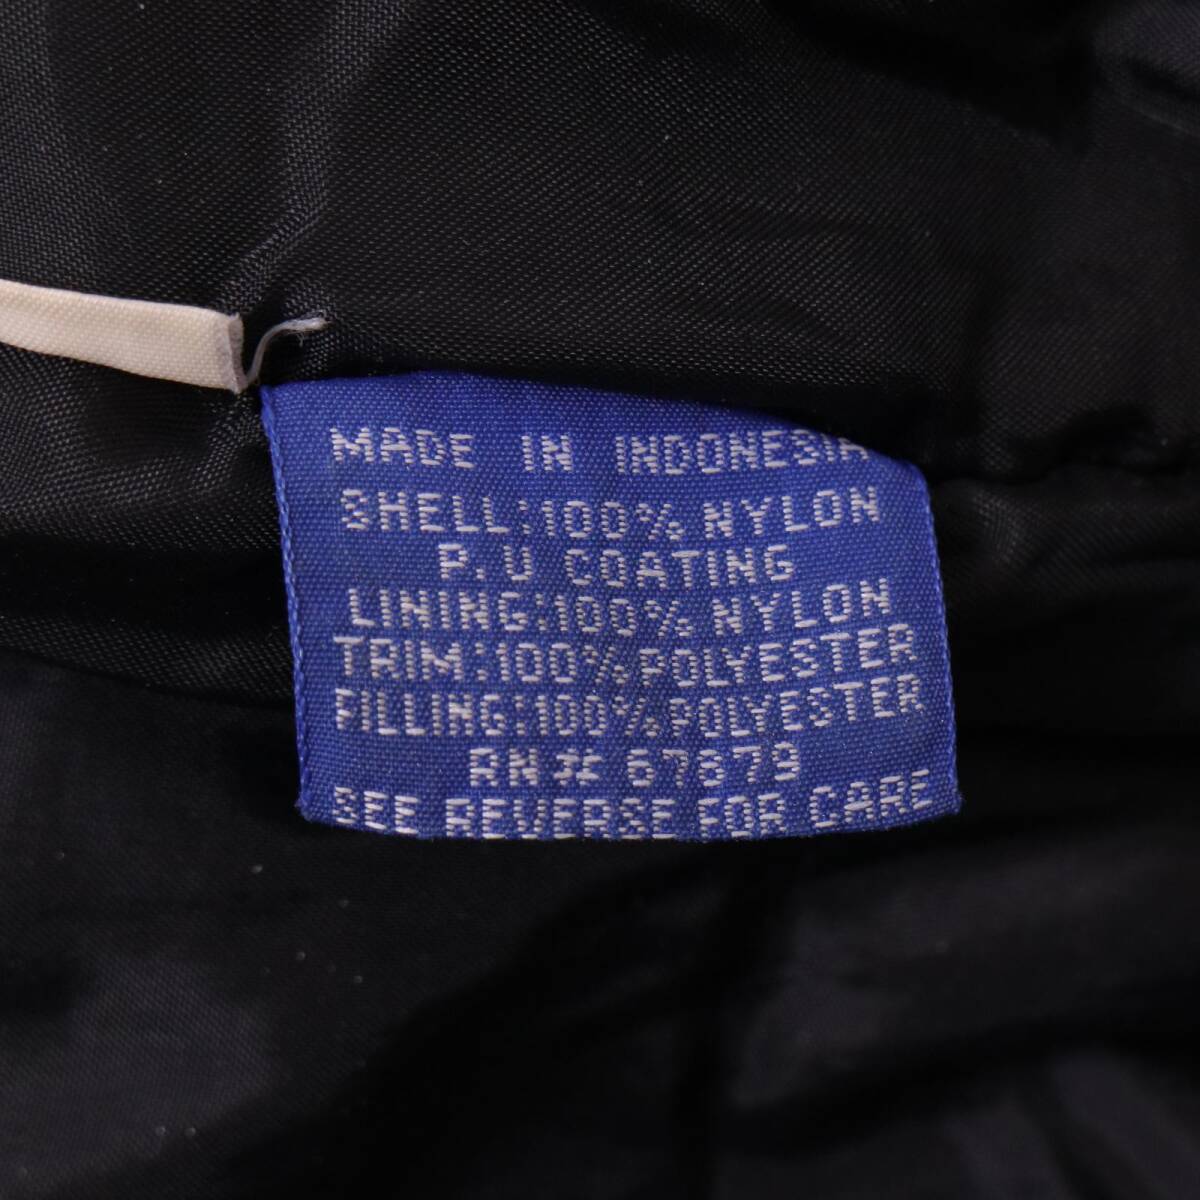 MADE IN INDONESIA
SHELL:100% NYLON
P.U COATING
LINING:100% NYLON
TRIM:100% POLYESTER
FILLING:100% POLYESTER
RN# 67879
SEE REVERSE FOR CARE